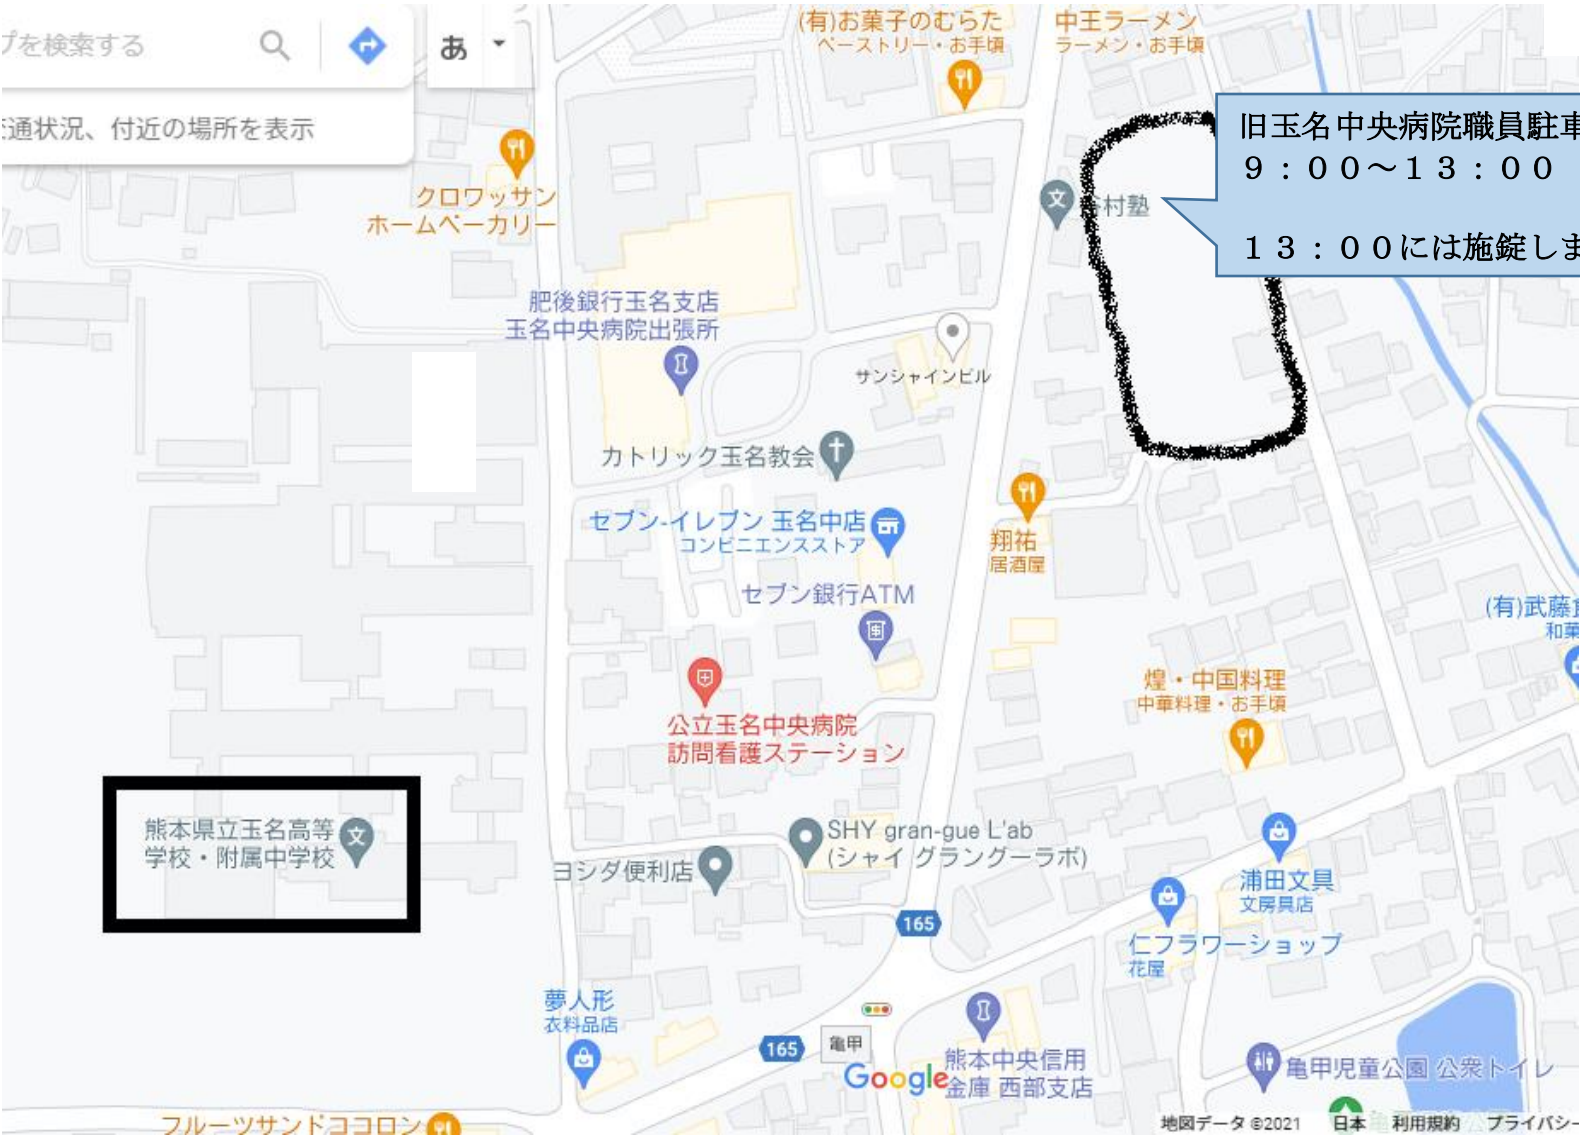 プを検索する
あ
交通状況、付近の場所を表示
(有)お菓子のむらた
ペーストリー・お手頃
中王ラーメン
ラーメン・お手頃
旧玉名中央病院職員駐車
９：００～１３：００
１３：００には施錠しま
村塾
クロワッサン
ホームベーカリー
肥後銀行玉名支店
玉名中央病院出張所
サンシャインビル
カトリック玉名教会
セブン-イレブン 玉名中店
コンビニエンスストア
翔祐
居酒屋
セブン銀行ATM
(有)武藤
和菓
煌・中国料理
中華料理・お手頃
公立玉名中央病院
訪問看護ステーション
熊本県立玉名高等
学校・附属中学校
SHY gran-gue L'ab
(シャイ グラングーラボ)
ヨシダ便利店
浦田文具
文房具店
165
仁フラワーショップ
花屋
夢人形
衣料品店
165
亀甲
熊本中央信用
金庫 西部支店
Google
亀甲児童公園 公衆トイレ
フルーツサンドココロン
地図データ ©2021 日本 利用規約 プライバシー